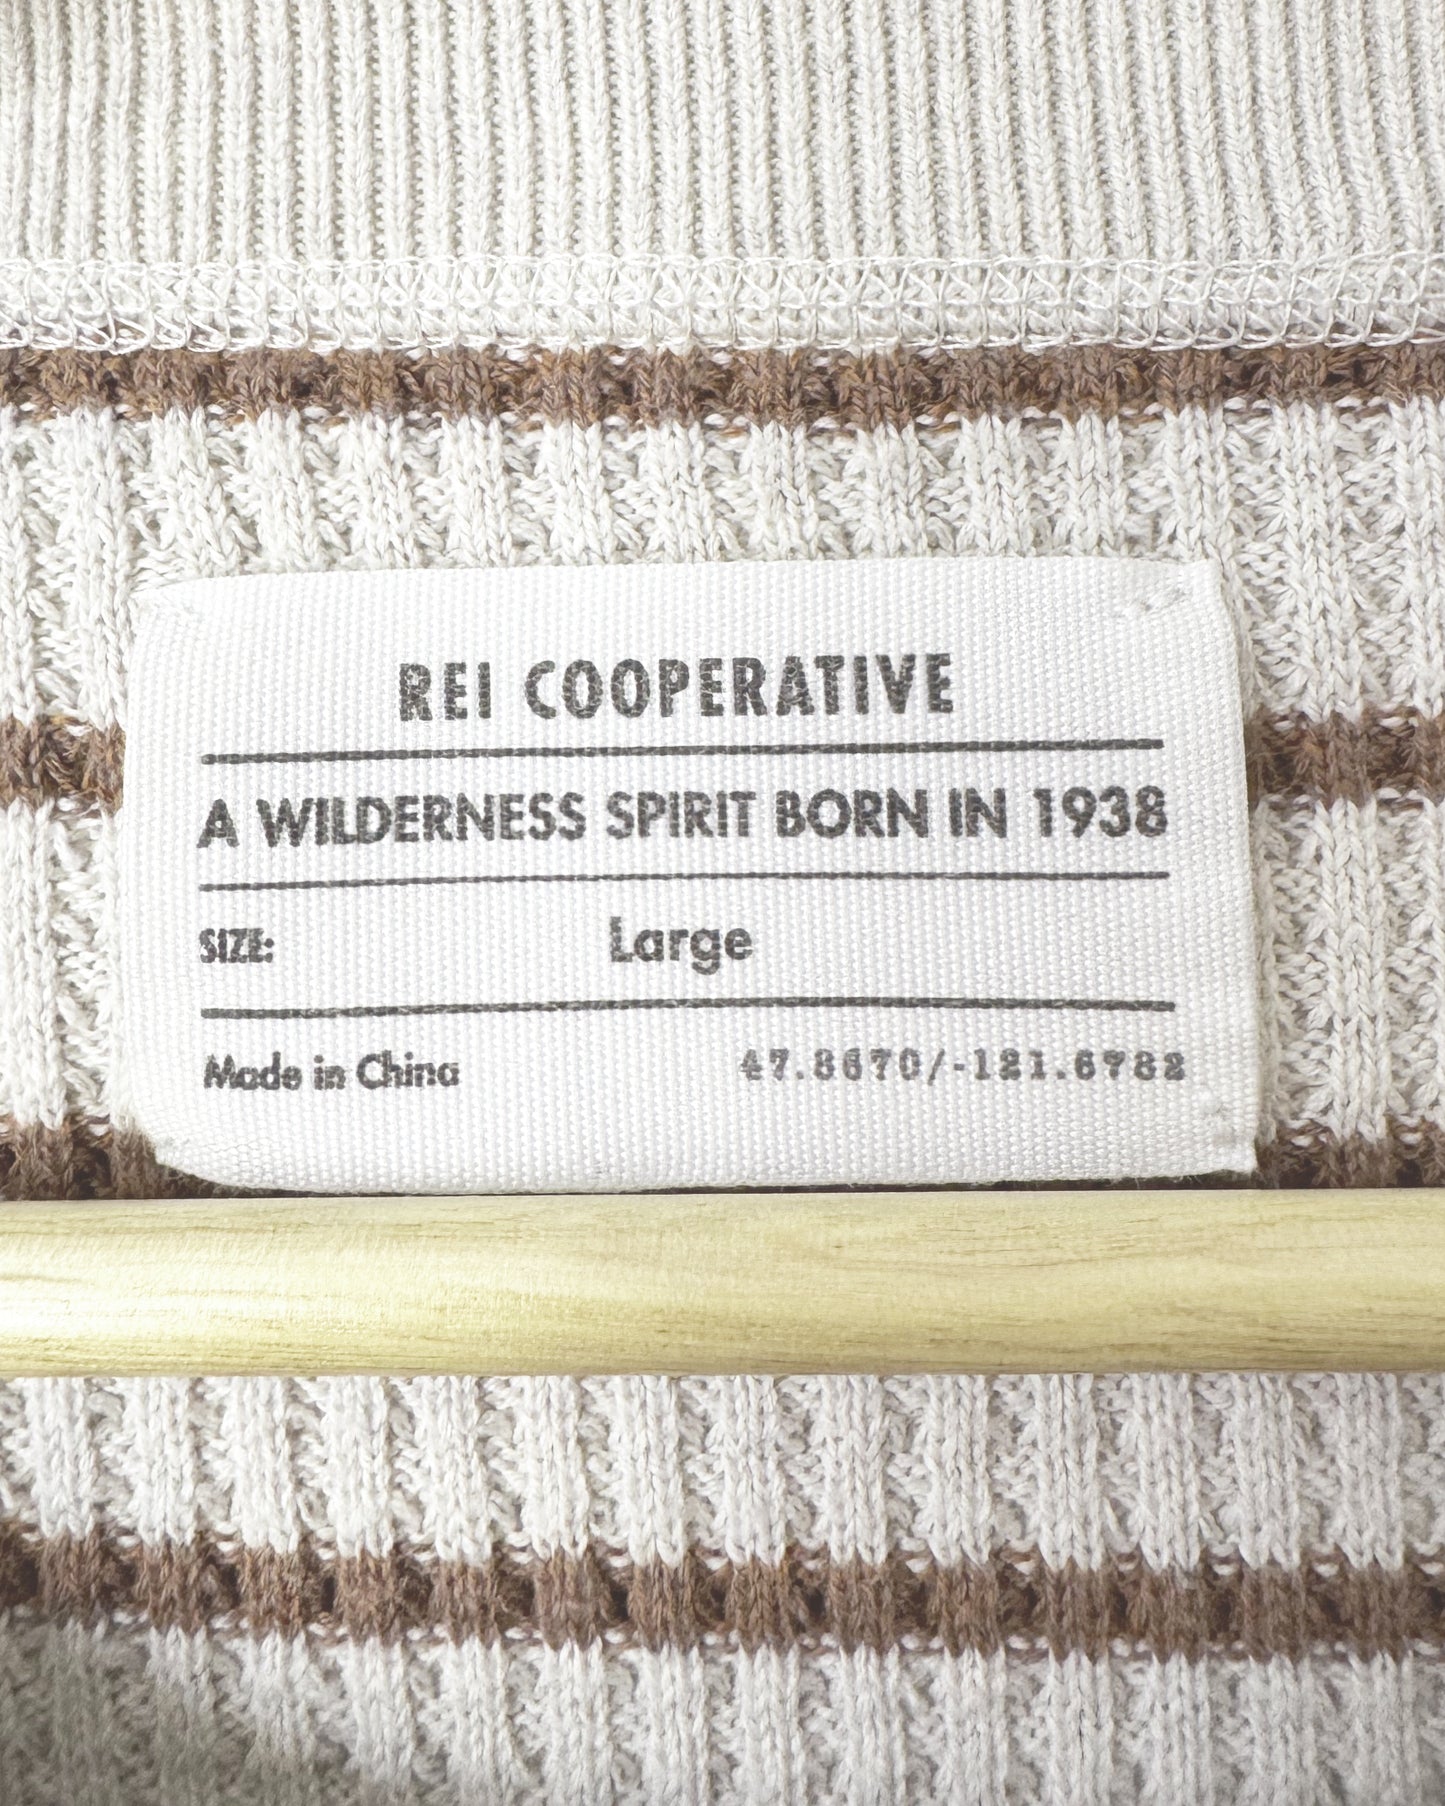 REI COOPERATIVE
A WILDERNESS SPIRIT BORN IN 1938
SIZE: Large
Made in China 47.8670/-121.6782